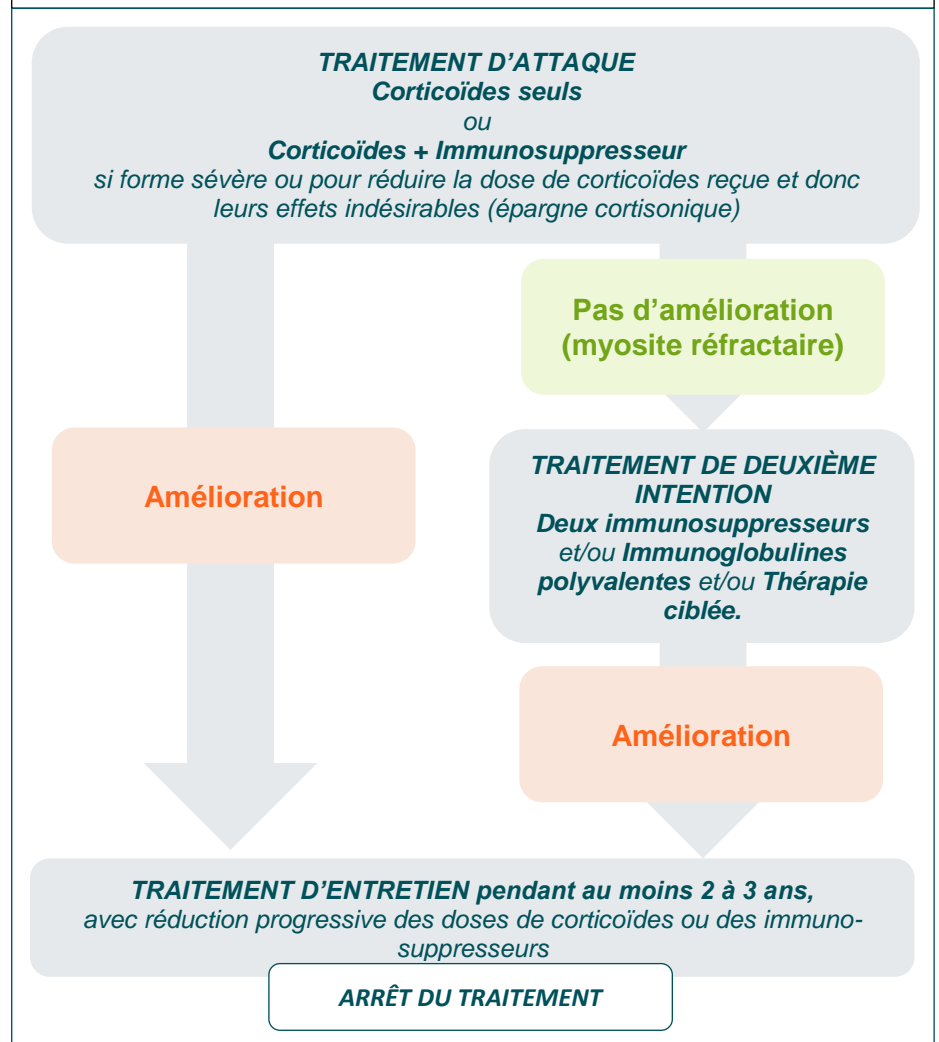 TRAITEMENT D'ATTAQUE
Corticoïdes seuls
ou
Corticoïdes + Immunosuppresseur
si forme sévère ou pour réduire la dose de corticoïdes reçue et donc
leurs effets indésirables (épargne cortisonique)
Pas d'amélioration
(myosite réfractaire)
Amélioration
TRAITEMENT DE DEUXIÈME
INTENTION
Deux immunosuppresseurs
et/ou Immunoglobulines
polyvalentes et/ou Thérapie
ciblée.
Amélioration
TRAITEMENT D'ENTRETIEN pendant au moins 2 à 3 ans,
avec réduction progressive des doses de corticoïdes ou des immuno-
suppresseurs
ARRÊT DU TRAITEMENT